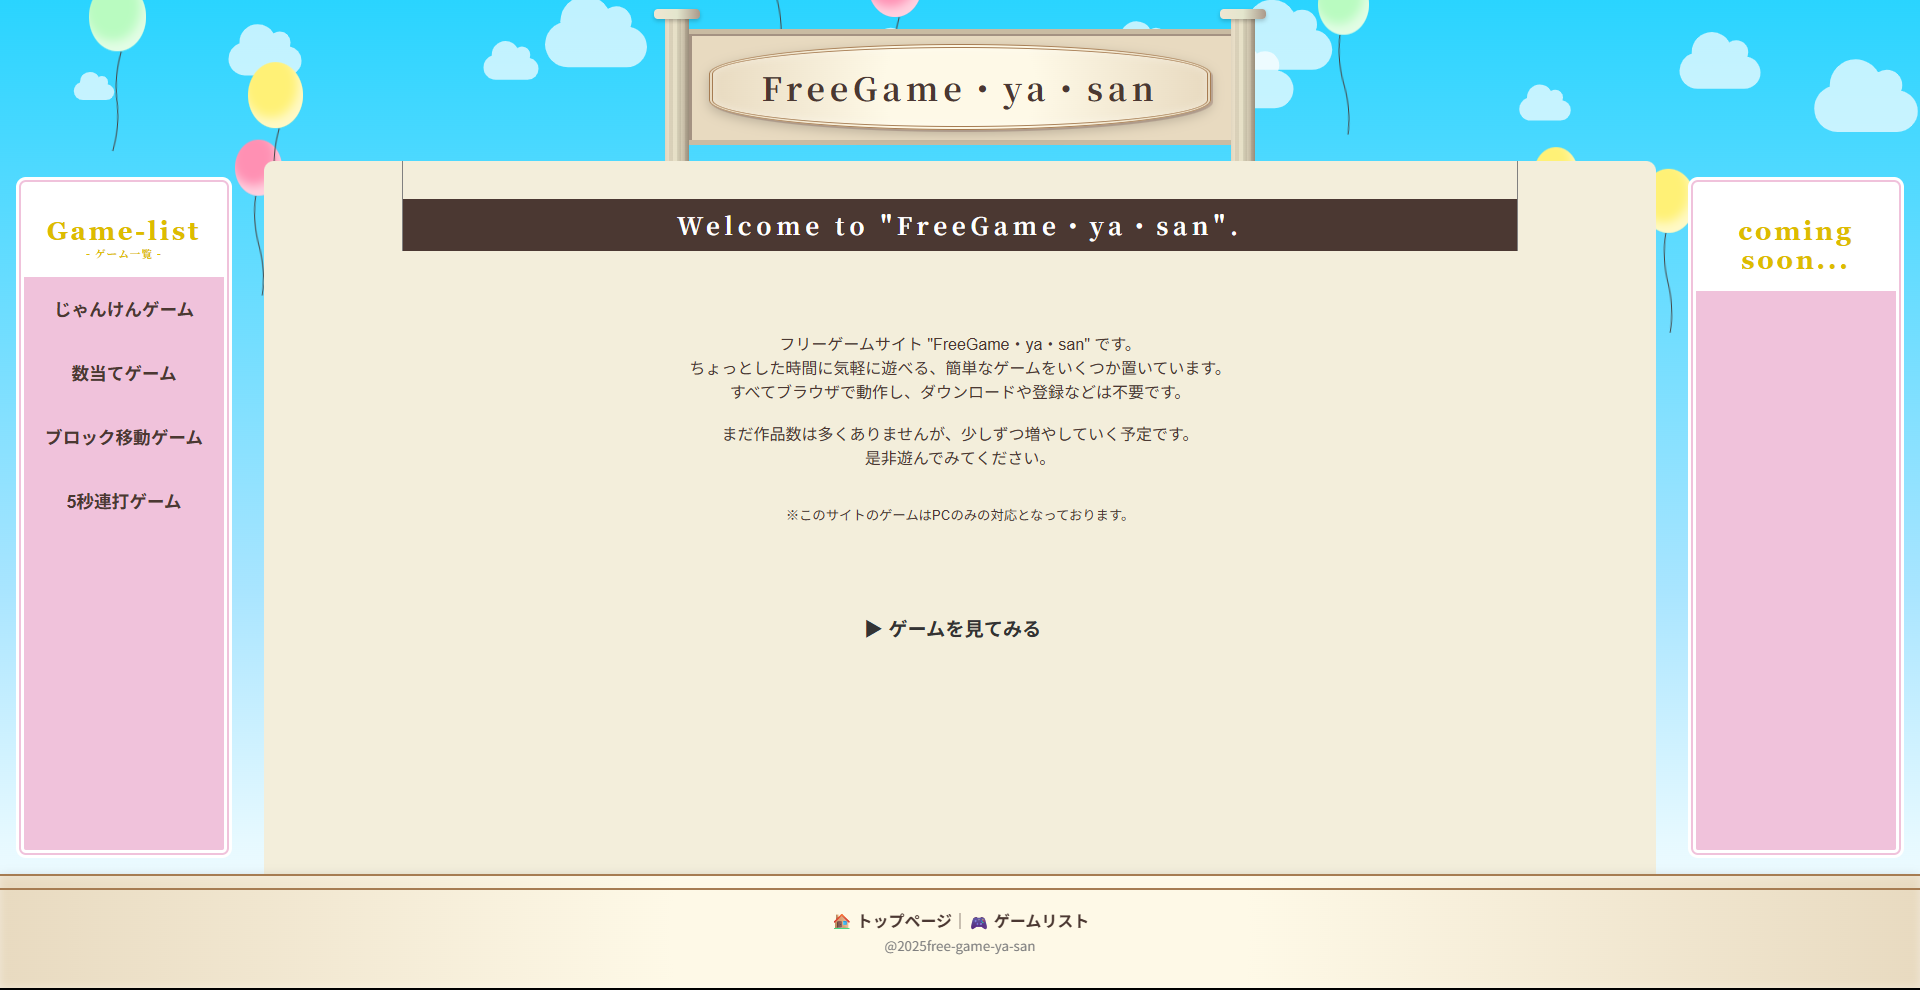 FreeGame・ya・san
Game-list
- ゲーム一覧 -
じゃんけんゲーム
数当てゲーム
ブロック移動ゲーム
5秒連打ゲーム
Welcome to "FreeGame・ya・san".
フリーゲームサイト "FreeGame・ya・san" です。
ちょっとした時間に気軽に遊べる、簡単なゲームをいくつか置いています。
すべてブラウザで動作し、ダウンロードや登録などは不要です。
まだ作品数は多くありませんが、少しずつ増やしていく予定です。
是非遊んでみてください。
※このサイトのゲームはPCのみの対応となっております。
▶ ゲームを見てみる
coming
soon...
🏠 トップページ｜🎮 ゲームリスト
@2025free-game-ya-san